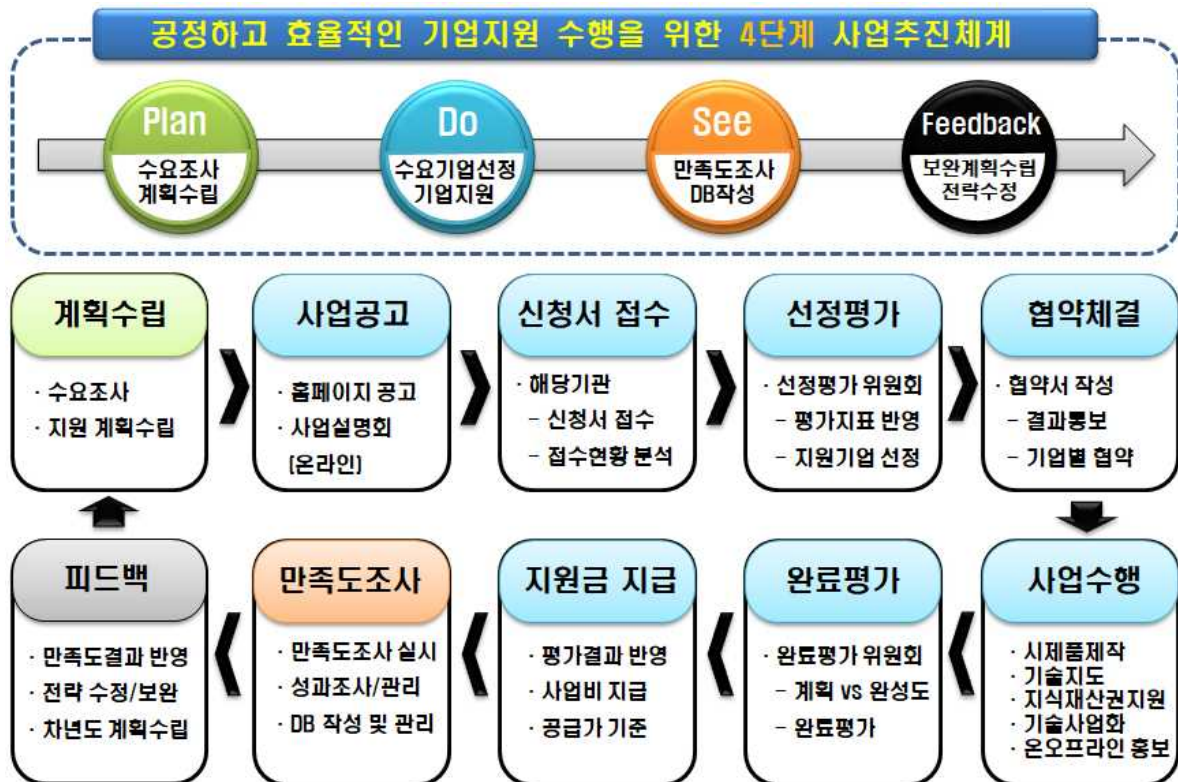 공정하고 효율적인 기업지원 수행을 위한 4단계 사업추진체계
Plan
수요조사
계획수립
Do
수요기업선정
기업지원
See
만족도조사
DB작성
Feedback
보완계획수립
전략수정
계획수립
· 수요조사
· 지원 계획수립
사업공고
· 홈페이지 공고
· 사업설명회
(온라인)
신청서 접수
· 해당기관
– 신청서 접수
– 접수현황 분석
선정평가
· 선정평가 위원회
– 평가지표 반영
– 지원기업 선정
협약체결
· 협약서 작성
– 결과통보
– 기업별 협약
피드백
· 만족도결과 반영
· 전략 수정/보완
· 차년도 계획수립
만족도조사
· 만족도조사 실시
· 성과조사/관리
· DB 작성 및 관리
지원금 지급
· 평가결과 반영
· 사업비 지급
· 공급가 기준
완료평가
· 완료평가 위원회
– 계획 vs 완성도
– 완료평가
사업수행
· 시제품제작
· 기술지도
· 지식재산권지원
· 기술사업화
· 온오프라인 홍보